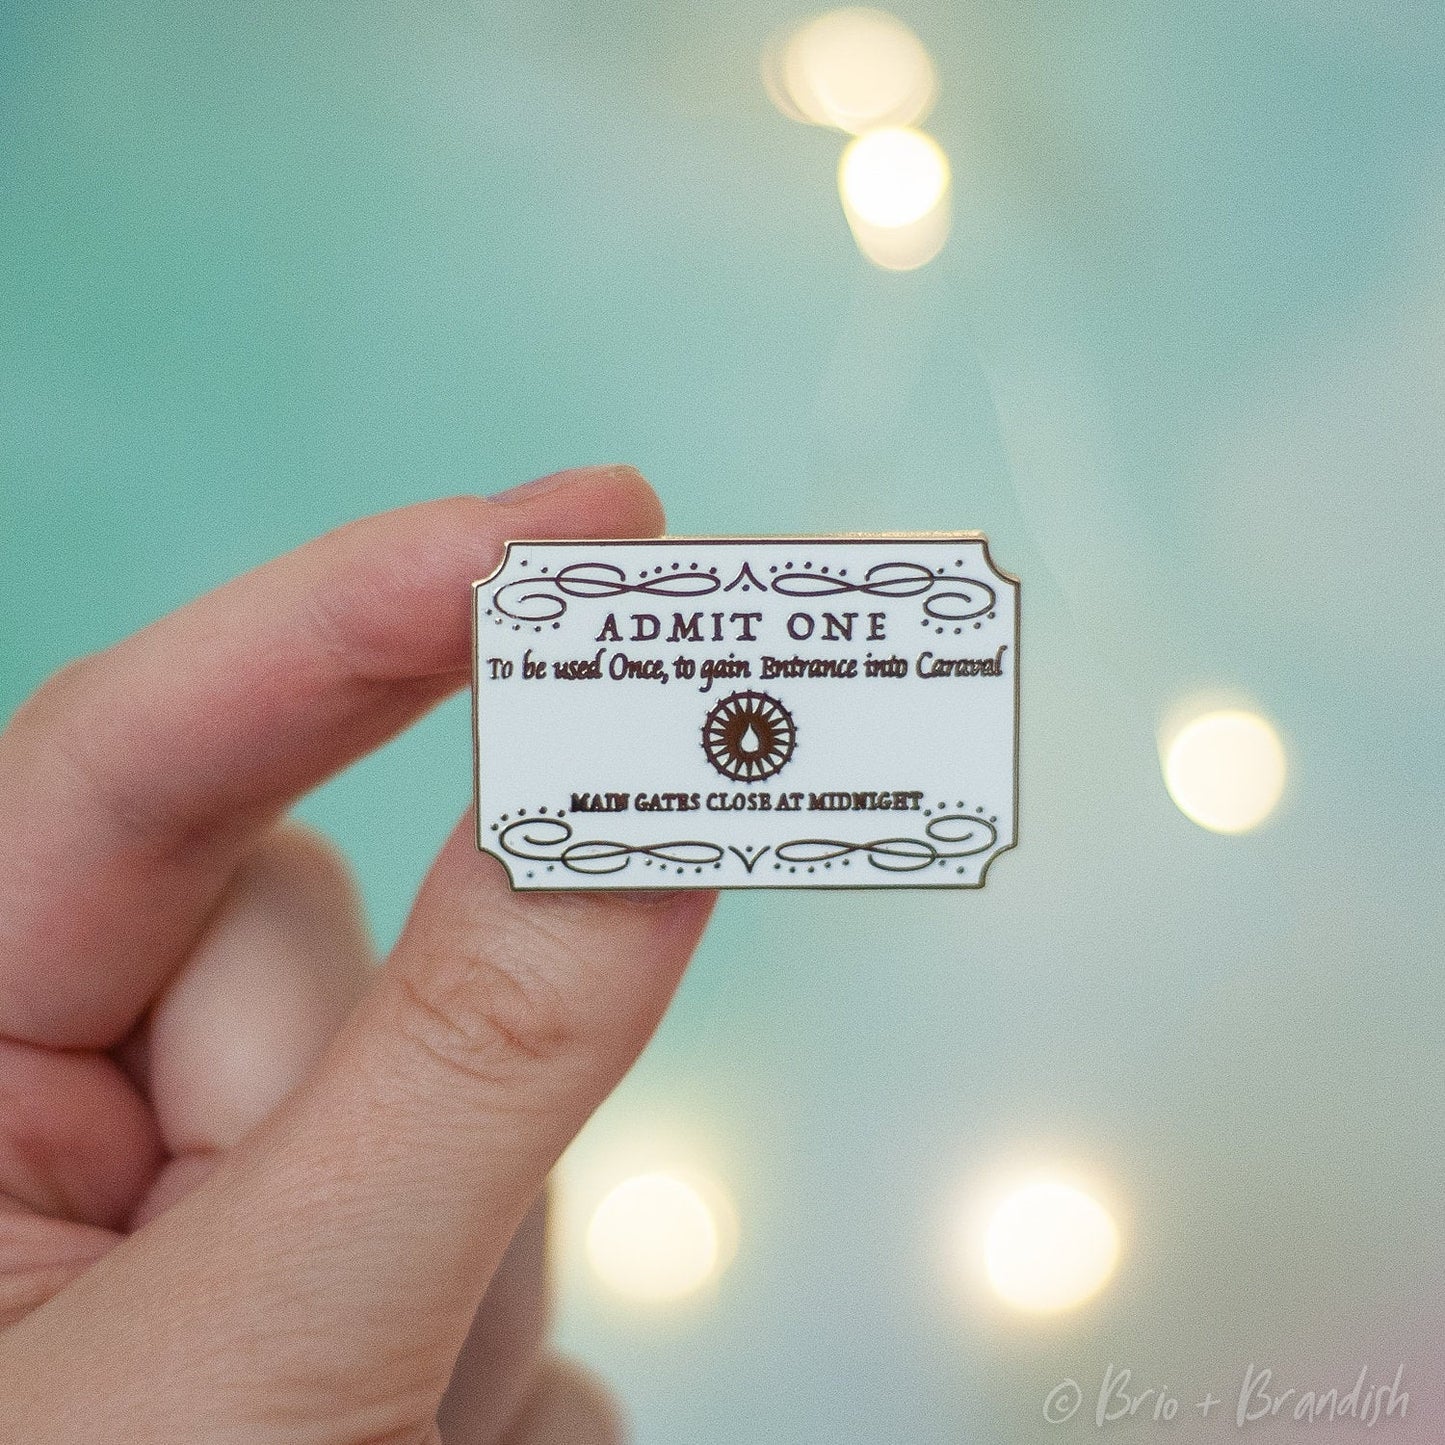 ADMIT ONE
To be used Once, to gain Entrance into Caraval
MAIN GATES CLOSE AT MIDNIGHT
© Brio + Brandish